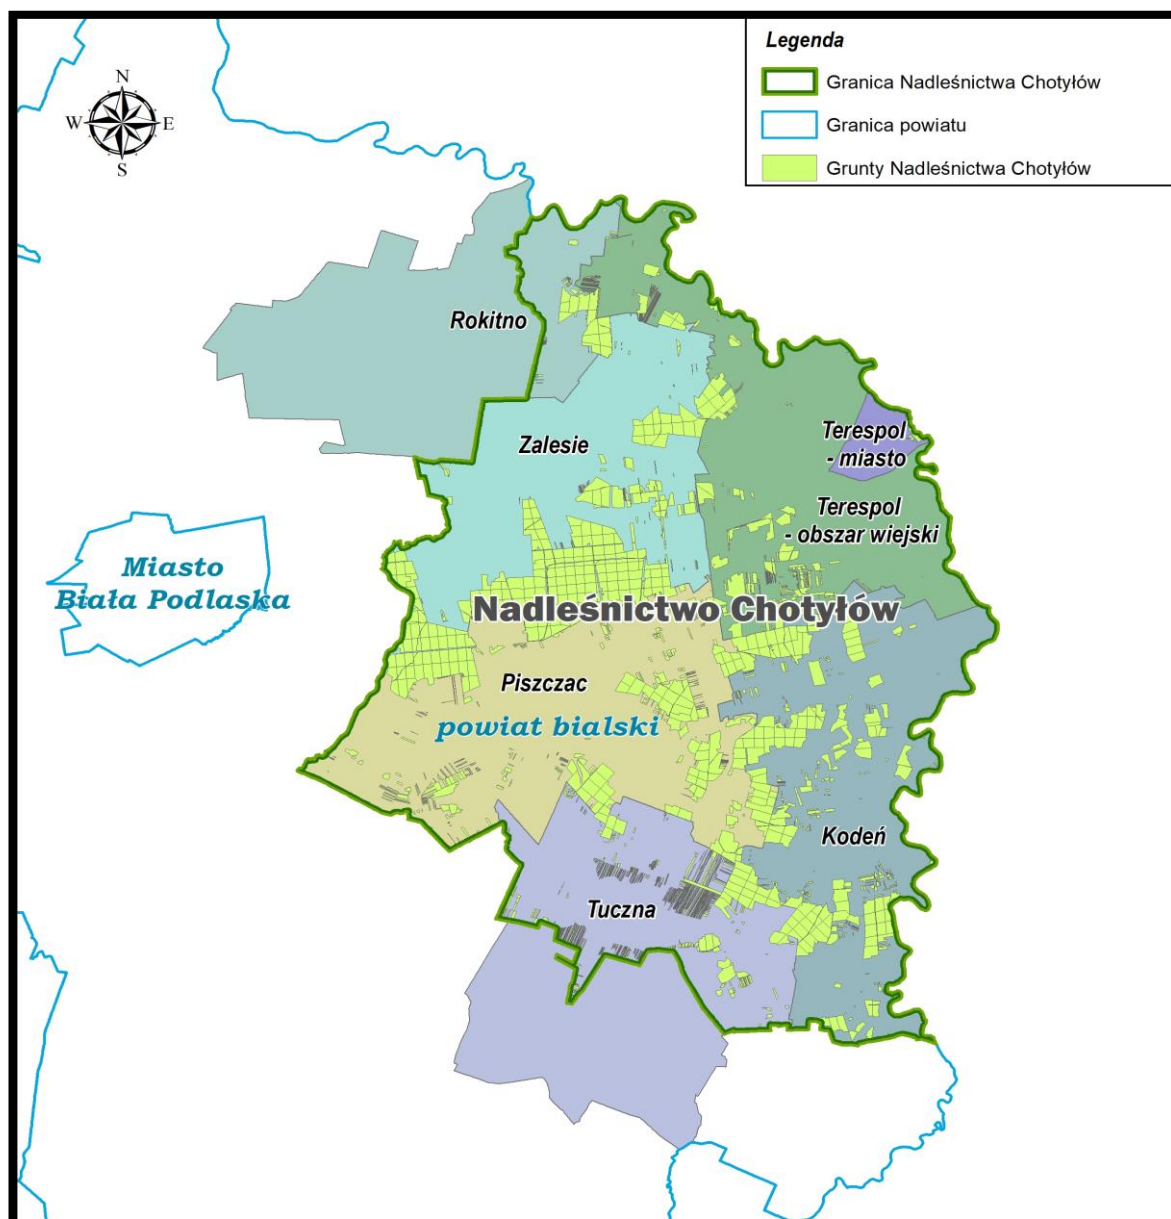 Legenda
Granica Nadleśnictwa Chotyłów
Granica powiatu
Grunty Nadleśnictwa Chotyłów
N
W E
S
Rokitno
Zalesie
Terespol
- miasto
Terespol
- obszar wiejski
Miasto
Biała Podlaska
Nadleśnictwo Chotyłów
Piszczac
powiat bialski
Kodeń
Tuczna